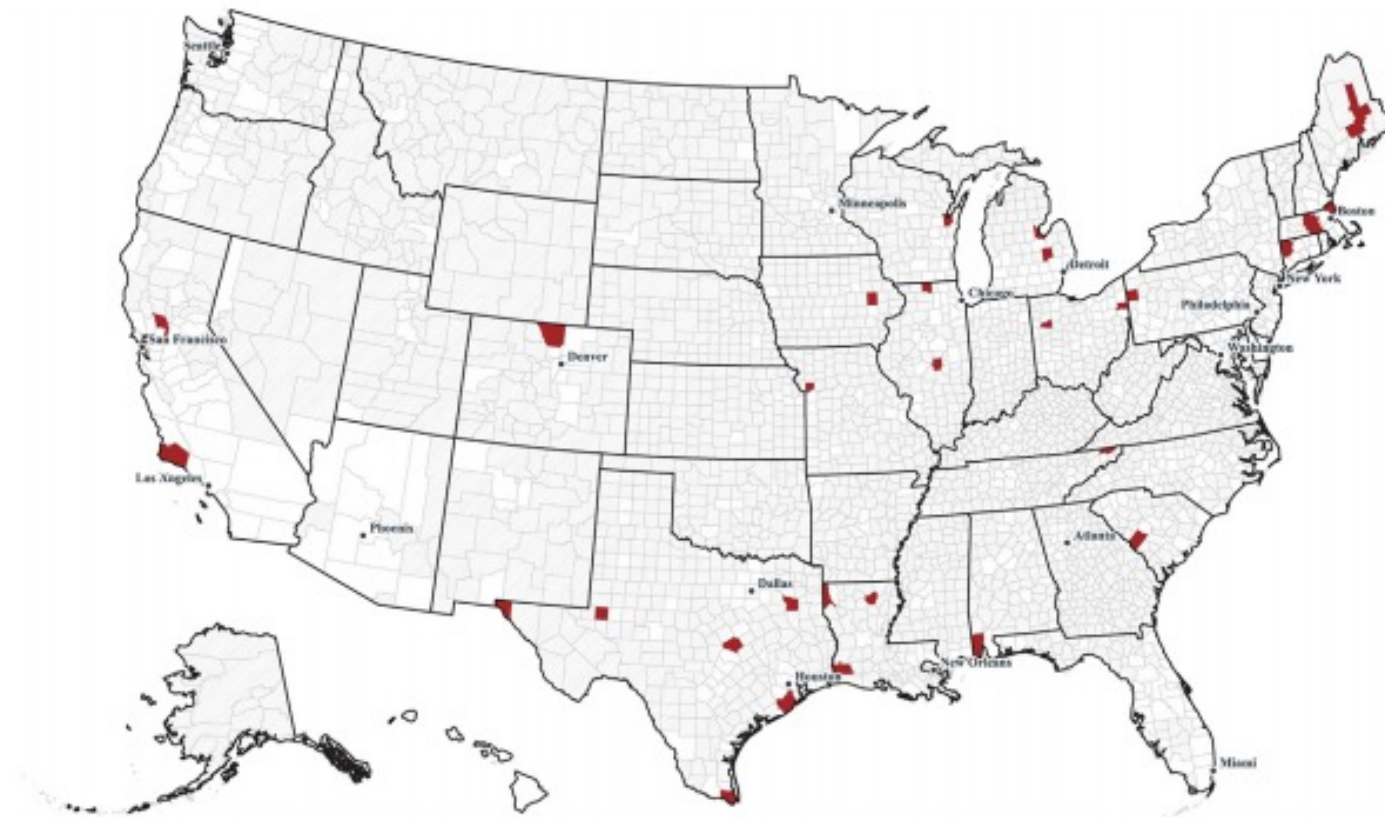 Seattle
Minneapolis
Boston
Detroit
New York
Chicago
Philadelphia
San Francisco
Washington
Denver
Los Angeles
Phoenix
Atlanta
Dallas
New Orleans
Houston
Miami